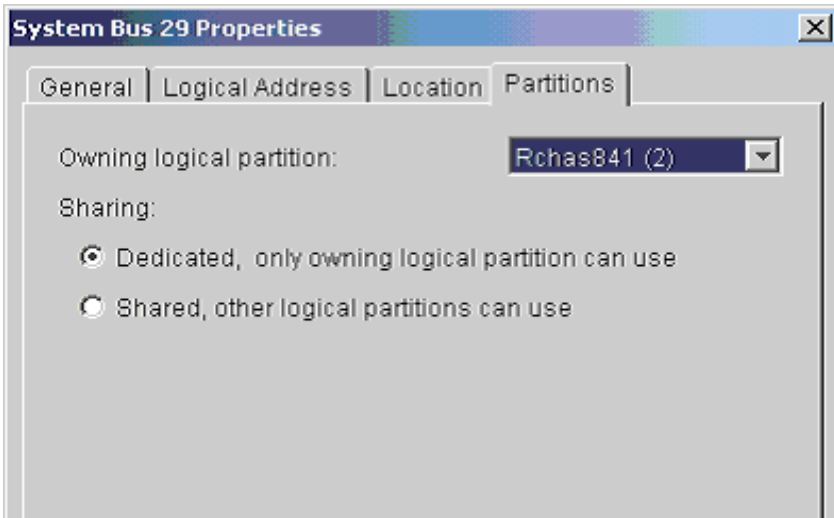 System Bus 29 Properties
General Logical Address Location Partitions
Owning logical partition: Rchas841 (2)
Sharing:
Dedicated, only owning logical partition can use
Shared, other logical partitions can use